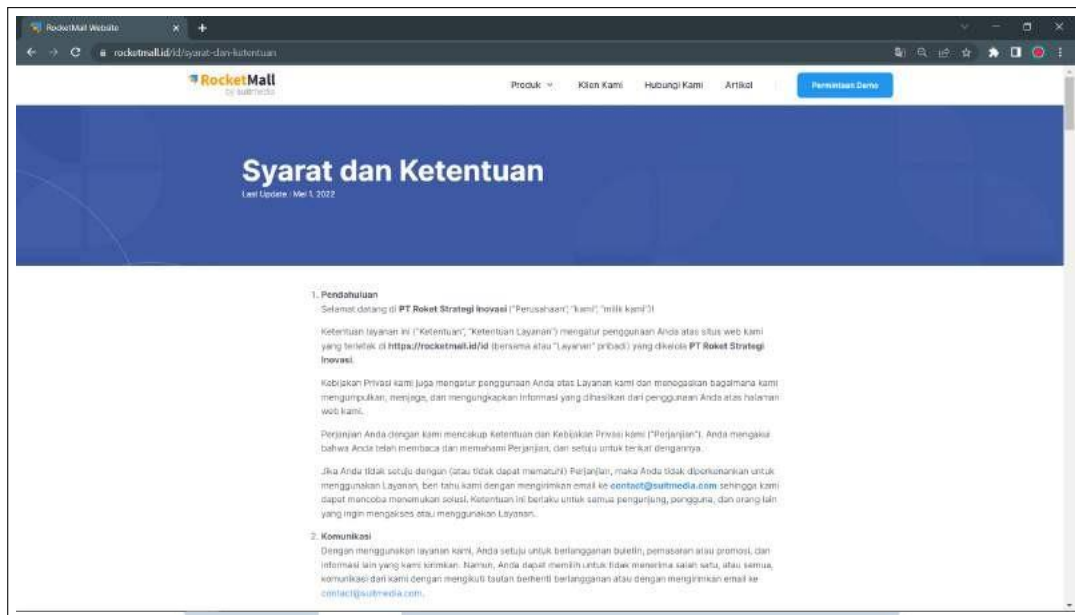 RocketMall Website
rocketmall.id/id/syarat-dan-ketentuan
RocketMall
by suitmedia
Produk
Klien Kami
Hubungi Kami
Artikel
Permintaan Demo
Syarat dan Ketentuan
Last Update : Mei 1, 2022
1. Pendahuluan
Selamat datang di PT Roket Strategi Inovasi ("Perusahaan", "kami", "milik kami")!
Ketentuan layanan ini ("Ketentuan", "Ketentuan Layanan") mengatur penggunaan Anda atas situs web kami
yang terletak di https://rocketmall.id/id (bersama atau "Layanan" pribadi) yang dikelola PT Roket Strategi
Inovasi.
Kebijakan Privasi kami juga mengatur penggunaan Anda atas Layanan kami dan menegaskan bagaimana kami
mengumpulkan, menjaga, dan mengungkapkan informasi yang dihasilkan dari penggunaan Anda atas halaman
web kami.
Perjanjian Anda dengan kami mencakup Ketentuan dan Kebijakan Privasi kami ("Perjanjian"). Anda mengakui
bahwa Anda telah membaca dan memahami Perjanjian, dan setuju untuk terikat dengannya.
Jika Anda tidak setuju dengan (atau tidak dapat mematuhi) Perjanjian, maka Anda tidak diperkenankan untuk
menggunakan Layanan, beri tahu kami dengan mengirimkan email ke contact@suitmedia.com sehingga kami
dapat mencoba menemukan solusi. Ketentuan ini berlaku untuk semua pengunjung, pengguna, dan orang lain
yang ingin mengakses atau menggunakan Layanan.
2. Komunikasi
Dengan menggunakan layanan kami, Anda setuju untuk berlangganan buletin, pemasaran atau promosi, dan
informasi lain yang kami kirimkan. Namun, Anda dapat memilih untuk tidak menerima salah satu, atau semua,
komunikasi dari kami dengan mengikuti tautan berhenti berlangganan atau dengan mengirimkan email ke
contact@suitmedia.com.